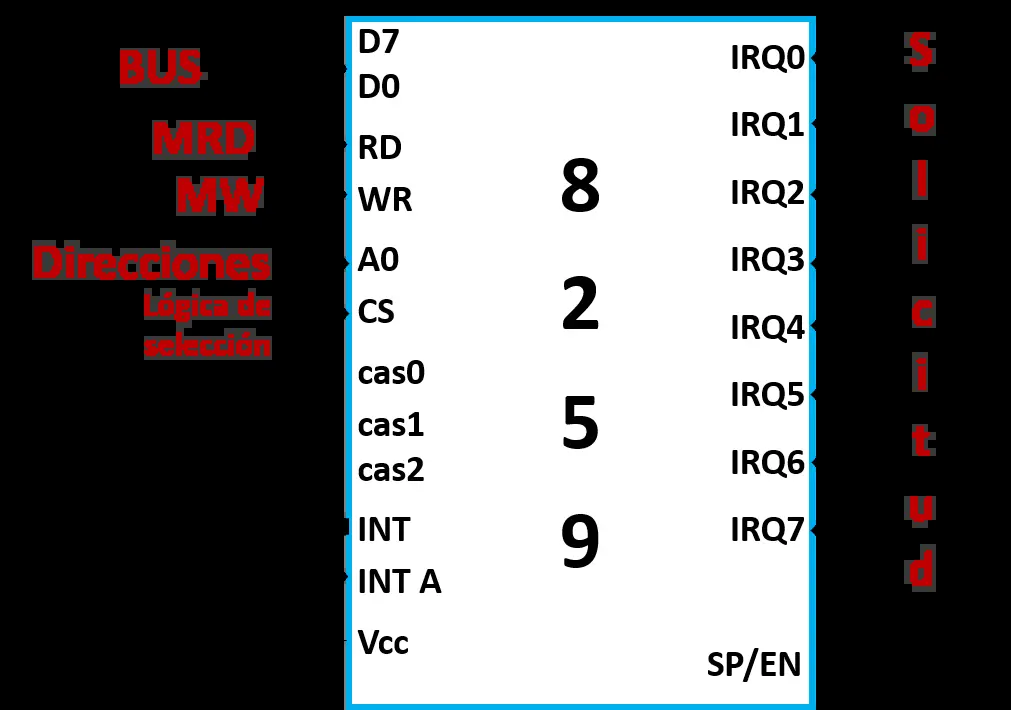 BUS
MRD
MW
Direcciones
Lógica de
selección
D7
D0
RD
WR
A0
CS
cas0
cas1
cas2
INT
INT A
Vcc
8
2
5
9
IRQ0
IRQ1
IRQ2
IRQ3
IRQ4
IRQ5
IRQ6
IRQ7
SP/EN
S
o
l
i
c
i
t
u
d